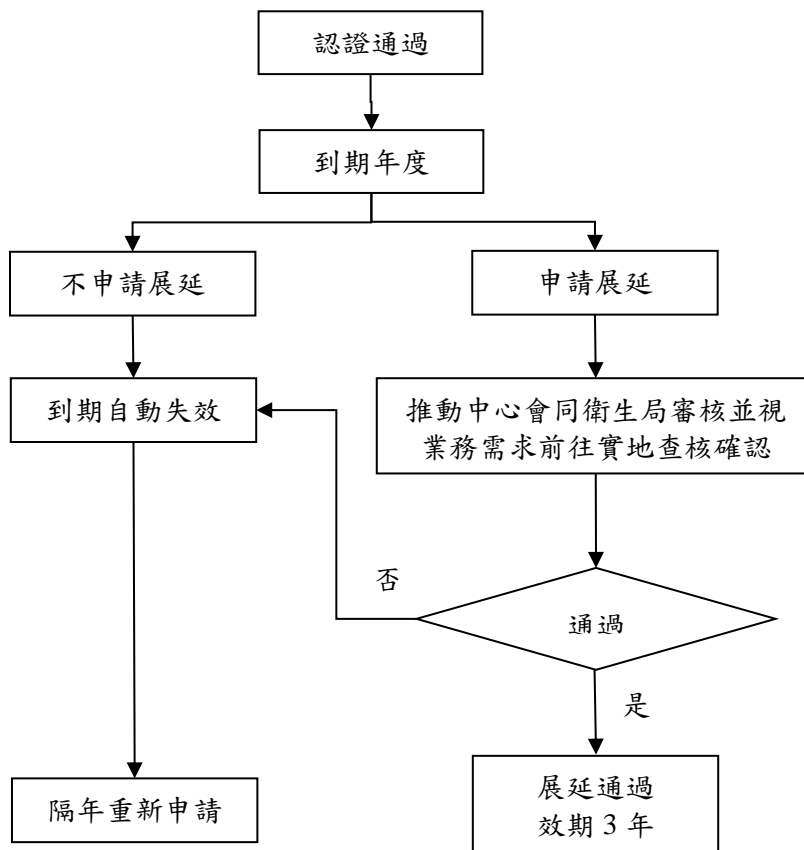 認證通過
到期年度
不申請展延
申請展延
到期自動失效
推動中心會同衛生局審核並視
業務需求前往實地查核確認
否
通過
是
隔年重新申請
展延通過
效期 3 年